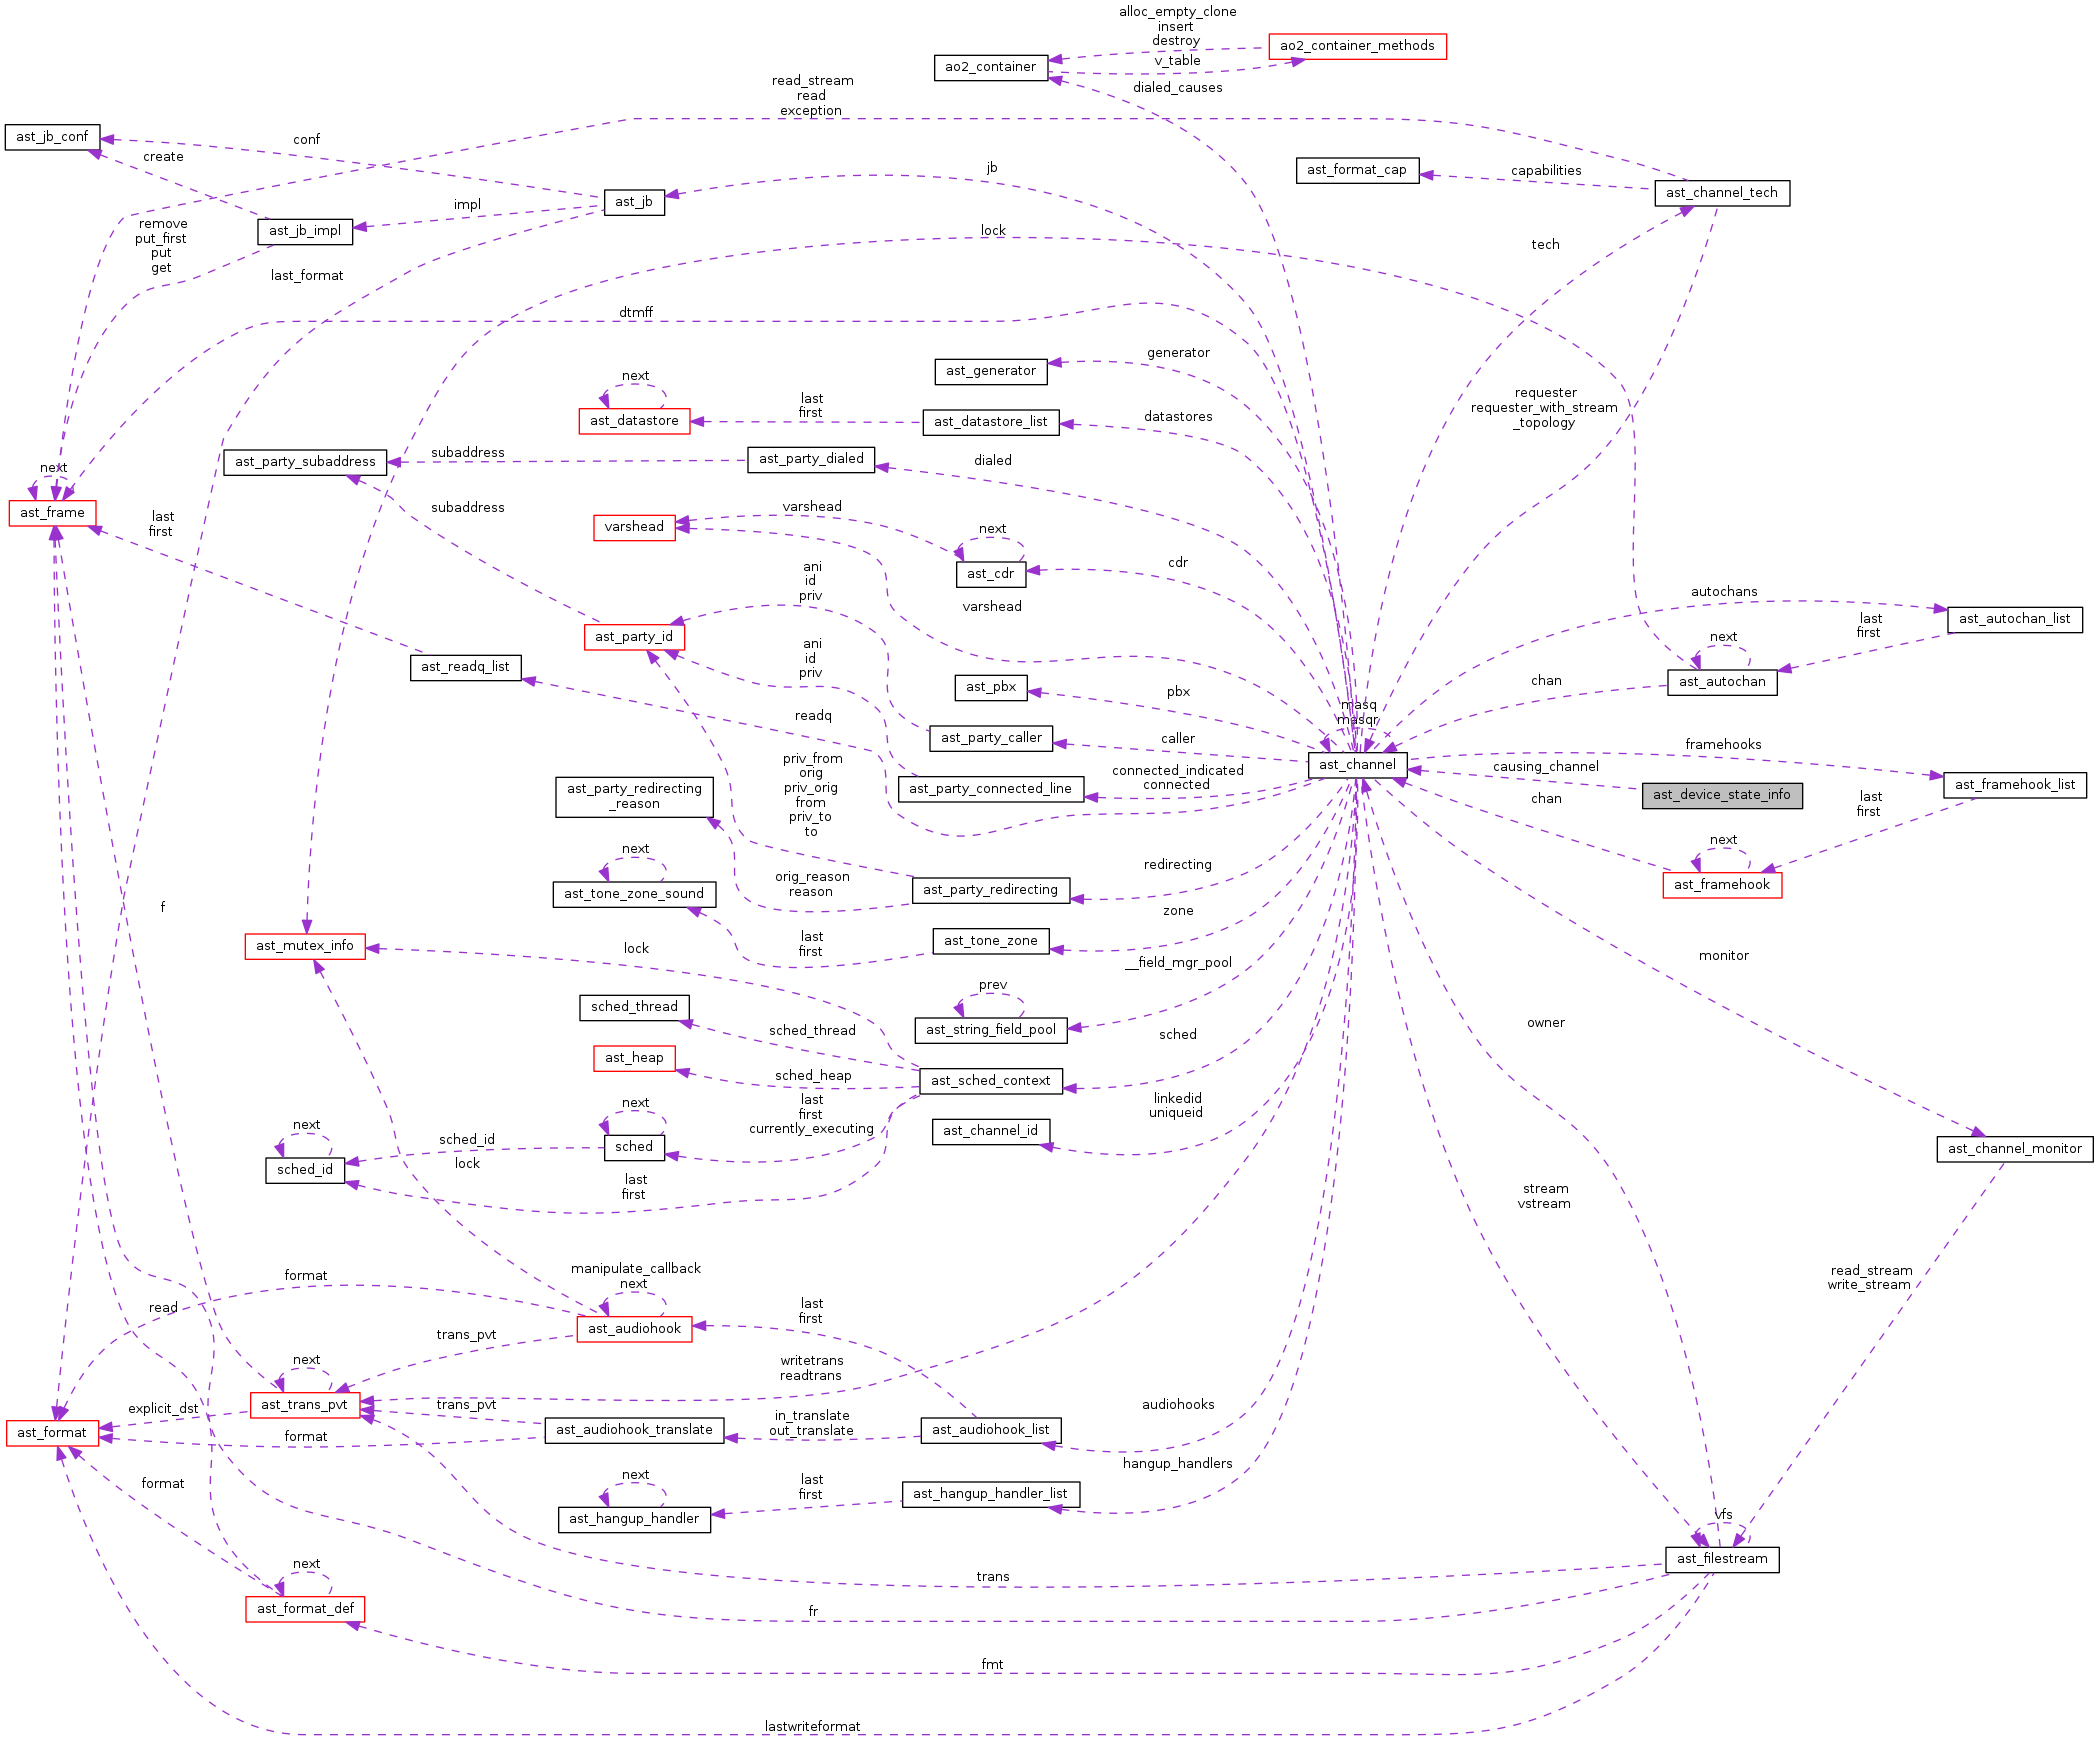 alloc_empty_clone
insert
destroy
ao2_container_methods
ao2_container
v_table
dialed_causes
read_stream
read
exception
ast_jb_conf
conf
create
jb
ast_format_cap
capabilities
ast_channel_tech
ast_jb
impl
ast_jb_impl
remove
put_first
put
get
last_format
lock
tech
dtmff
generator
ast_generator
next
ast_datastore
last
first
ast_datastore_list
datastores
requester
requester_with_stream
_topology
ast_party_subaddress
subaddress
ast_party_dialed
dialed
next
ast_frame
last
first
subaddress
varshead
varshead
next
ast_cdr
cdr
varshead
ani
id
priv
ast_party_id
ast_readq_list
ani
id
priv
readq
ast_pbx
pbx
autochans
ast_autochan_list
last
first
next
ast_autochan
chan
masq
masqr
ast_party_caller
caller
ast_channel
framehooks
causing_channel
ast_device_state_info
chan
ast_framehook_list
last
first
next
ast_framehook
ast_party_connected_line
connected_indicated
connected
ast_party_redirecting
_reason
priv_from
orig
priv_orig
from
priv_to
to
next
ast_tone_zone_sound
orig_reason
reason
ast_party_redirecting
redirecting
f
zone
ast_tone_zone
last
first
ast_mutex_info
lock
__field_mgr_pool
monitor
prev
ast_string_field_pool
sched_thread
sched_thread
owner
sched
ast_heap
sched_heap
ast_sched_context
last
first
currently_executing
next
sched
sched_id
next
sched_id
lock
linkedid
uniqueid
ast_channel_id
ast_channel_monitor
last
first
stream
vstream
read_stream
write_stream
format
read
manipulate_callback
next
ast_audiohook
trans_pvt
last
first
next
ast_trans_pvt
explicit_dst
ast_format
writetrans
readtrans
trans_pvt
format
ast_audiohook_translate
in_translate
out_translate
ast_audiohook_list
audiohooks
hangup_handlers
format
next
ast_hangup_handler
last
first
ast_hangup_handler_list
vfs
ast_filestream
next
ast_format_def
trans
fr
fmt
lastwriteformat